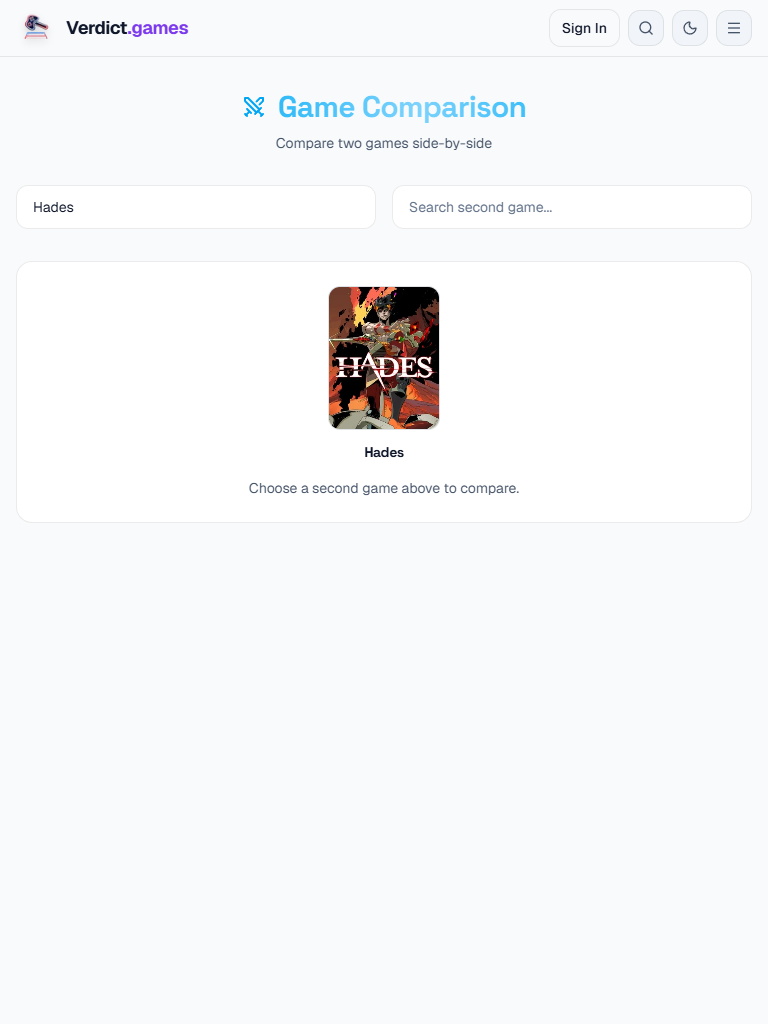 Verdict.games
Sign In
Game Comparison
Compare two games side-by-side
Hades
Search second game...
HADES
Hades
Choose a second game above to compare.